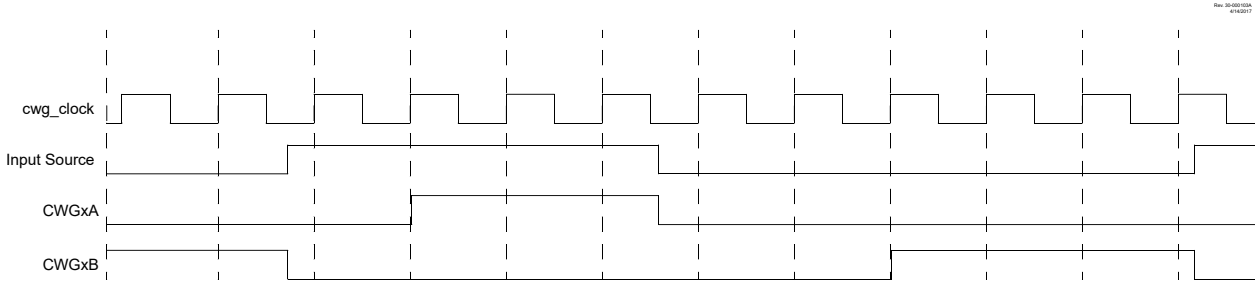 Rev. 30-000103A
4/14/2017
cwg_clock
Input Source
CWGxA
CWGxB